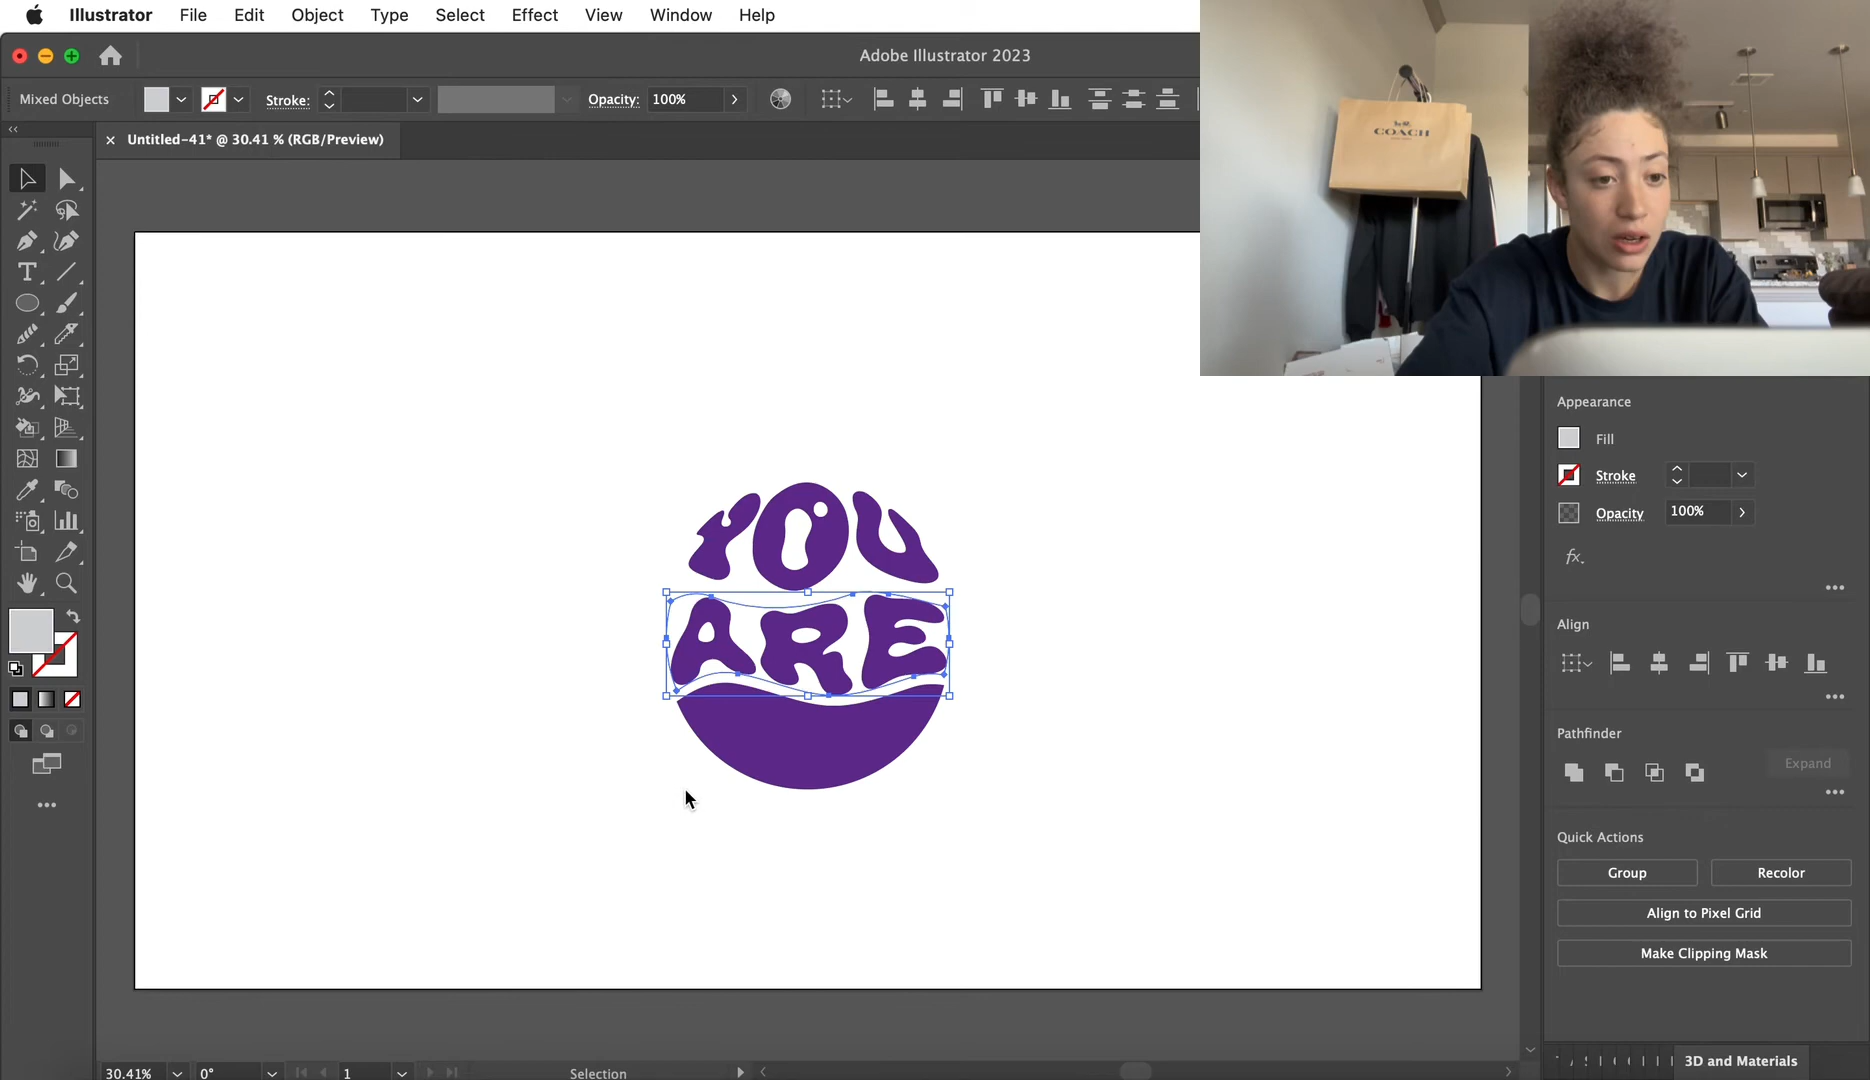 Illustrator File Edit Object Type Select Effect View Window Help
Adobe Illustrator 2023
Mixed Objects Stroke: Opacity: 100%
Untitled-41* @ 30.41 % (RGB/Preview)
COACH
YOU
ARE
Appearance
Fill
Stroke
Opacity 100%
fx.
Align
Pathfinder
Expand
Quick Actions
Group Recolor
Align to Pixel Grid
Make Clipping Mask
30.41% 0° 1 Selection
3D and Materials